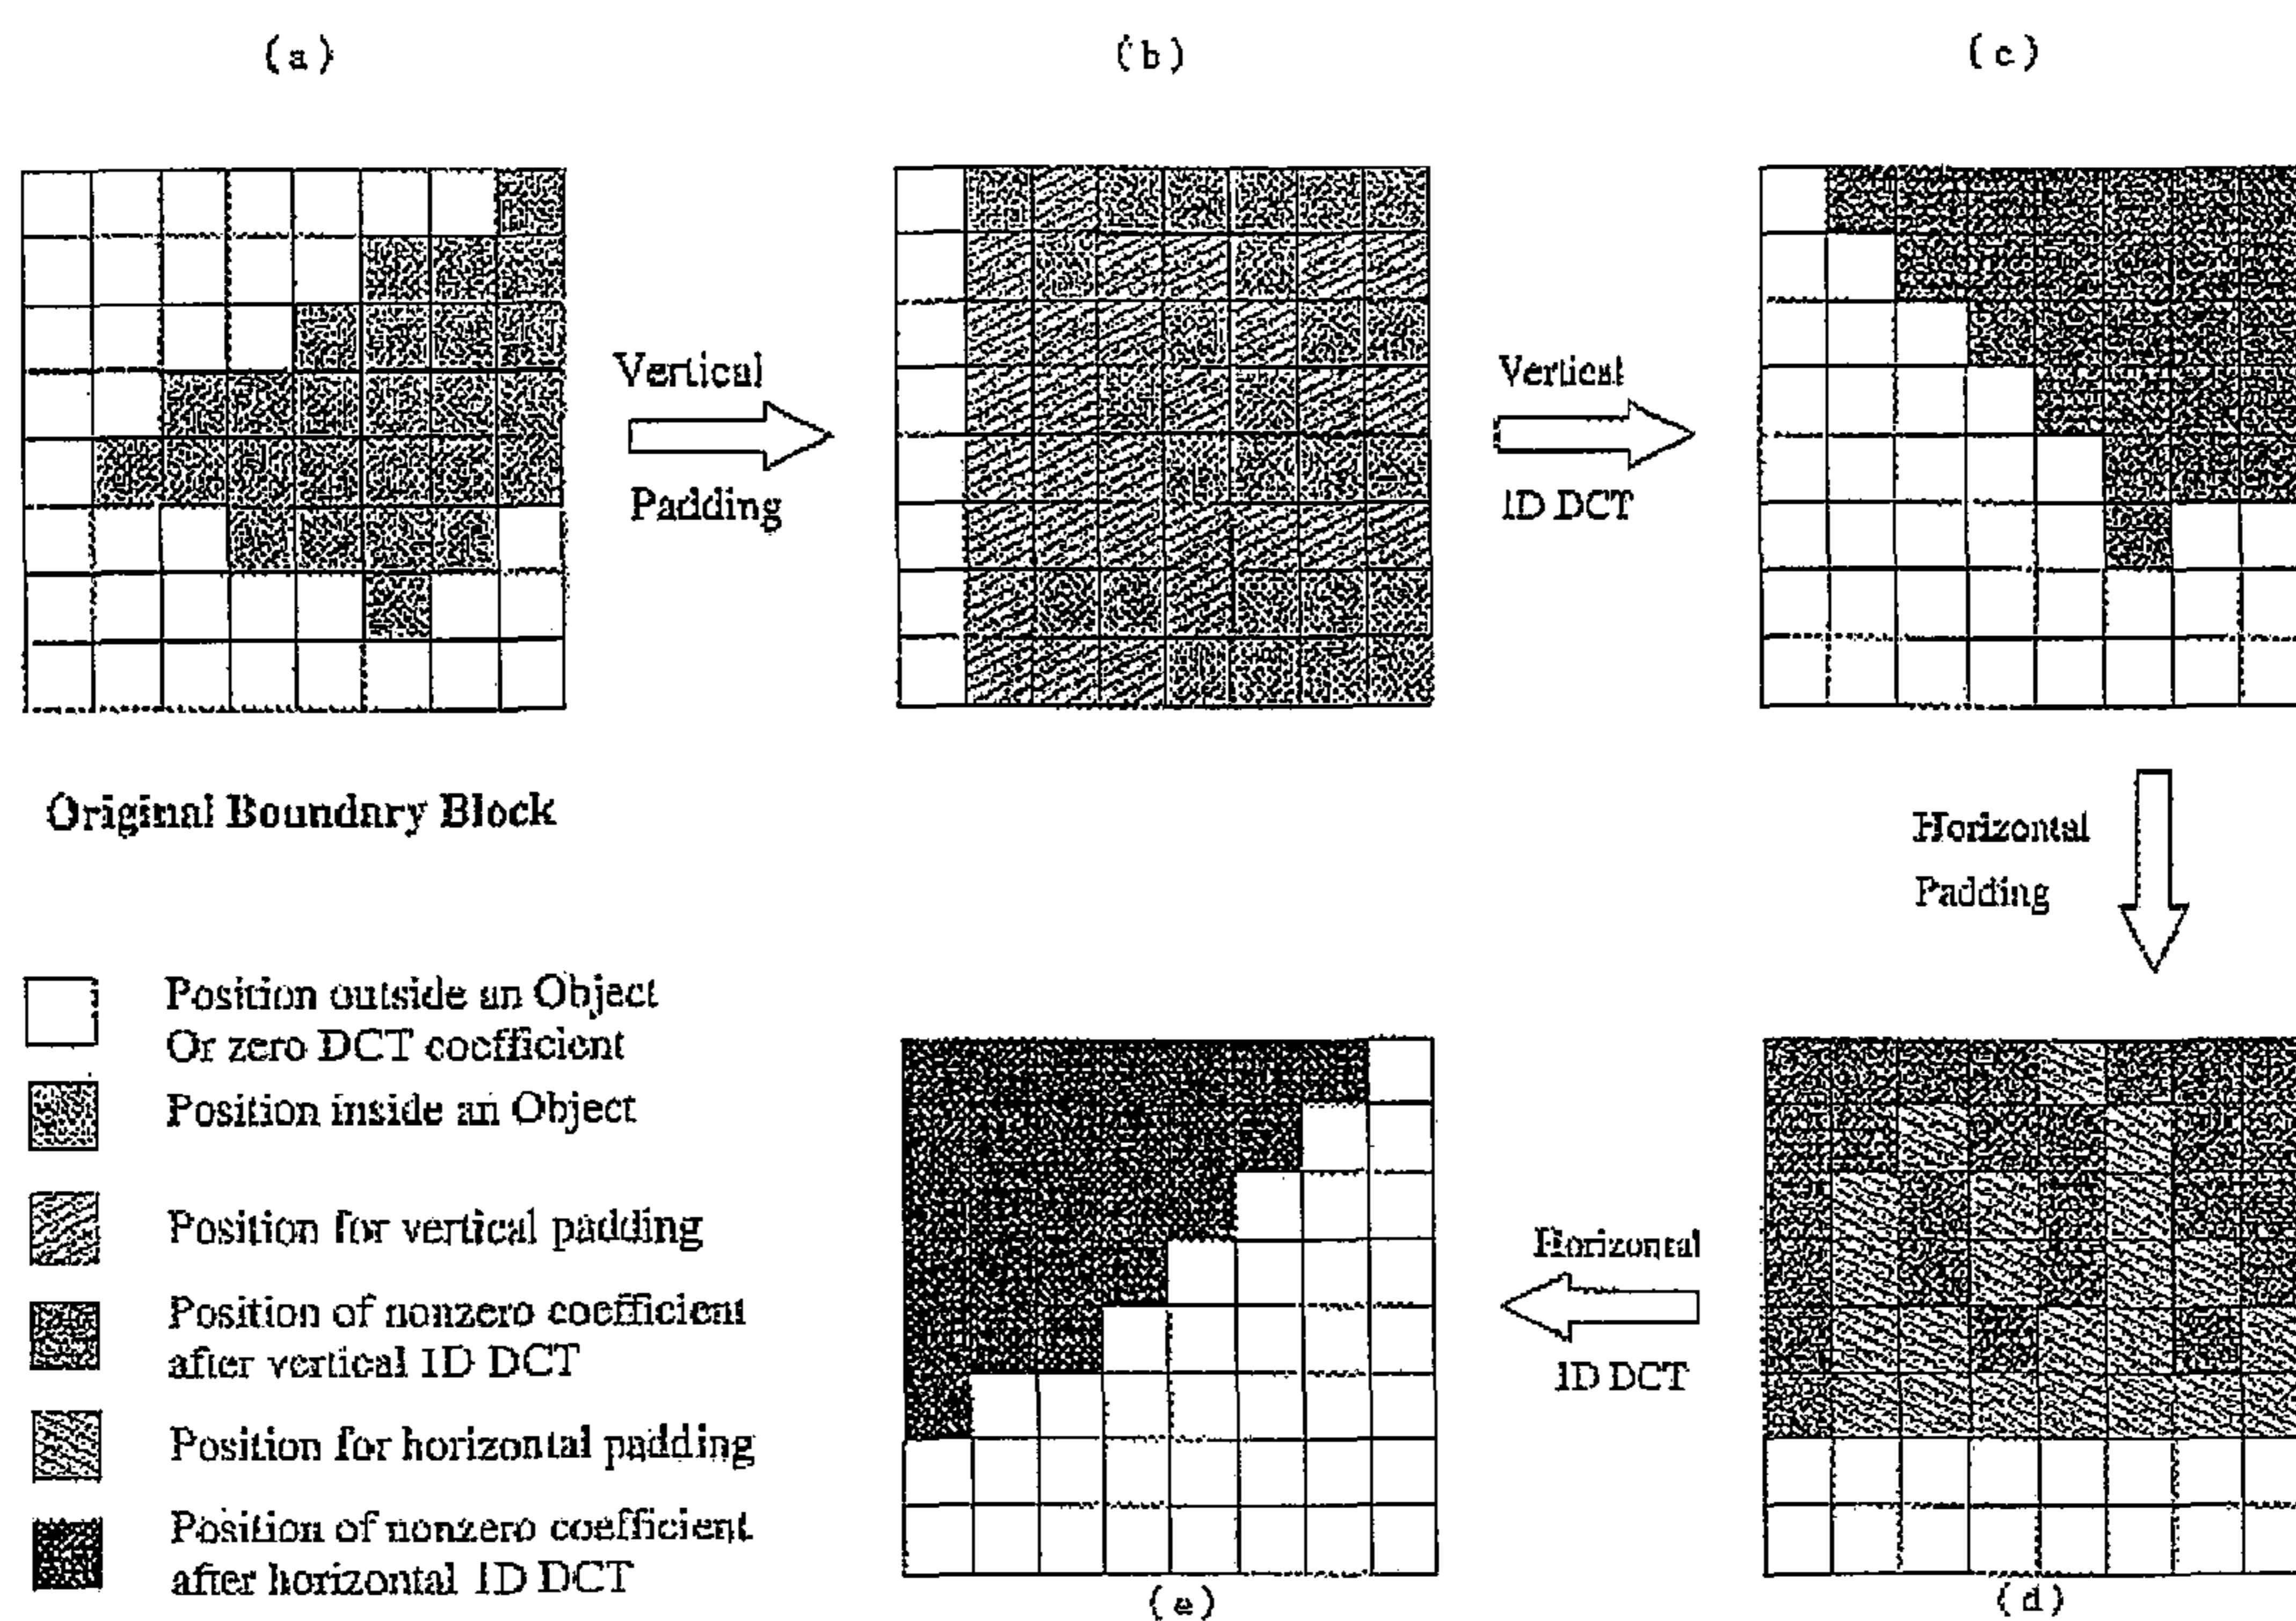 (a)
(b)
(c)
Vertical
Padding
Vertical
1D DCT
Original Boundary Block
Horizontal
Padding
Position outside an Object
Or zero DCT coefficient
Position inside an Object
Position for vertical padding
Position of nonzero coefficient
after vertical 1D DCT
Position for horizontal padding
Position of nonzero coefficient
after horizontal 1D DCT
Horizontal
1D DCT
(e)
(d)